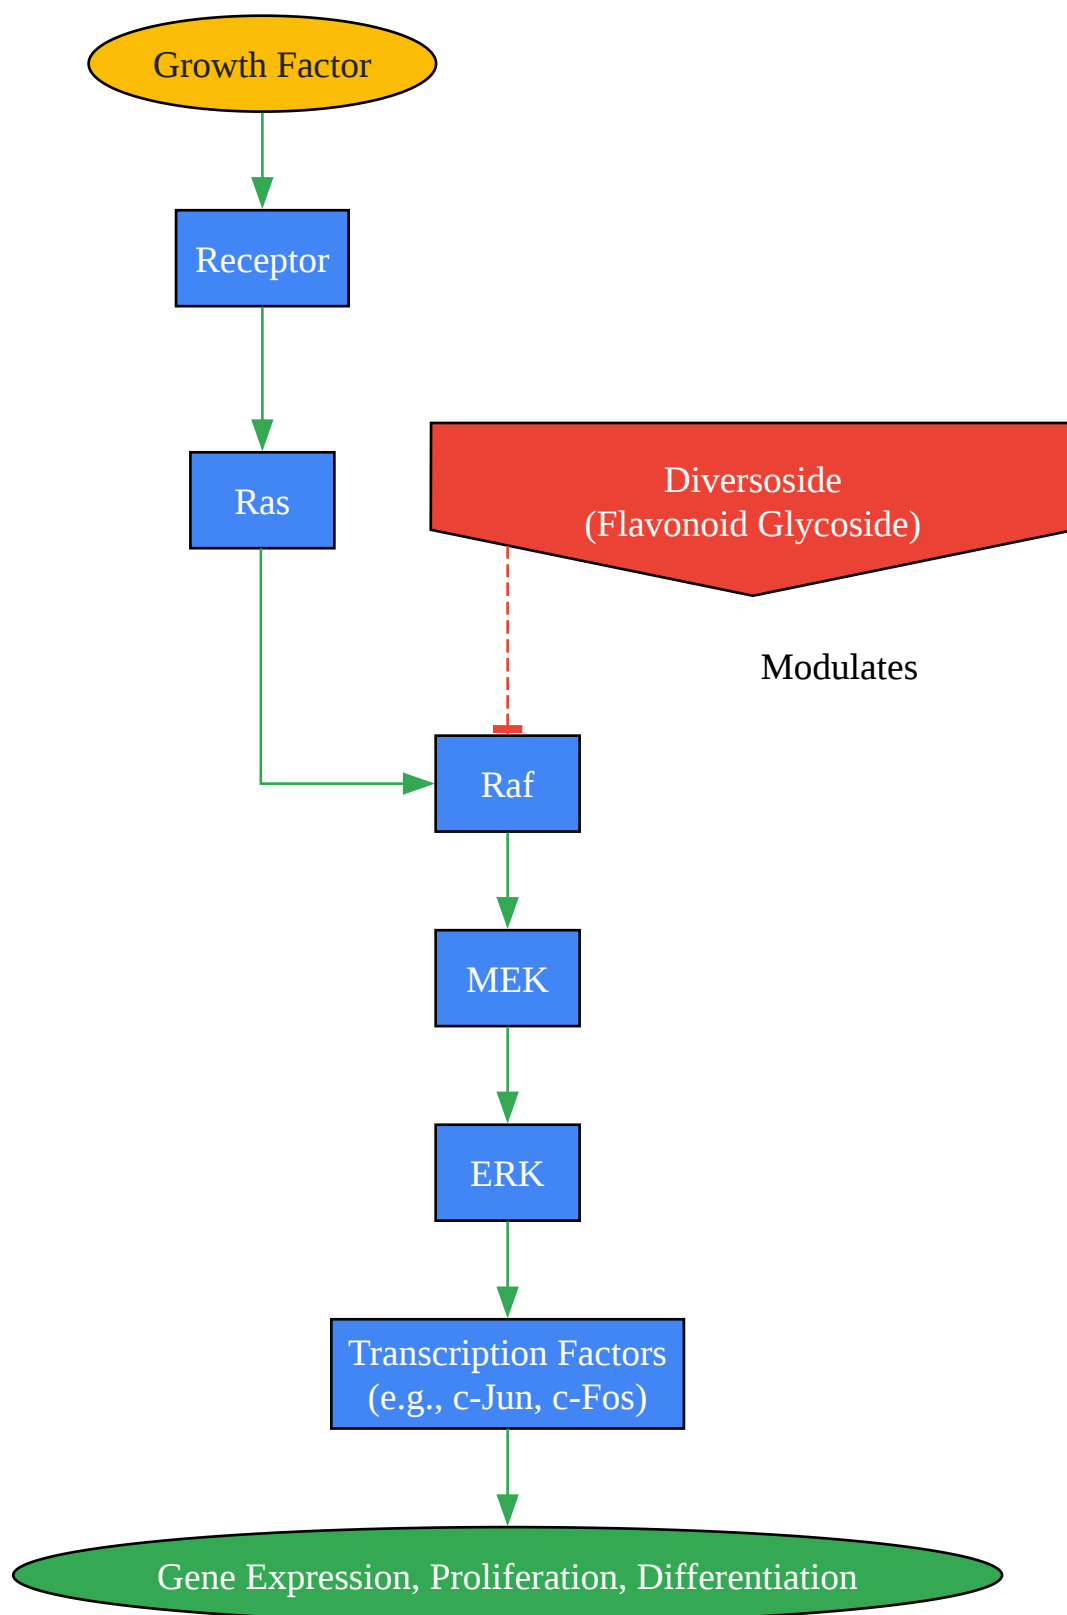 Growth Factor
Receptor
Ras
Diversoside
(Flavonoid Glycoside)
Modulates
Raf
MEK
ERK
Transcription Factors
(e.g., c-Jun, c-Fos)
Gene Expression, Proliferation, Differentiation